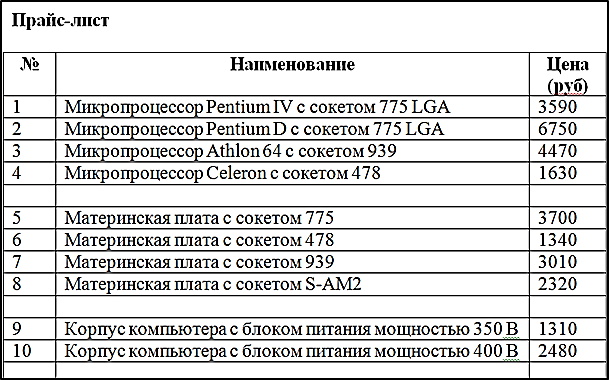 Прайс-лист
№ Наименование Цена
(руб)
1 Микропроцессор Pentium IV с сокетом 775 LGA 3590
2 Микропроцессор Pentium D с сокетом 775 LGA 6750
3 Микропроцессор Athlon 64 с сокетом 939 4470
4 Микропроцессор Celeron с сокетом 478 1630
5 Материнская плата с сокетом 775 3700
6 Материнская плата с сокетом 478 1340
7 Материнская плата с сокетом 939 3010
8 Материнская плата с сокетом S-AM2 2320
9 Корпус компьютера с блоком питания мощностью 350 В 1310
10 Корпус компьютера с блоком питания мощностью 400 В 2480